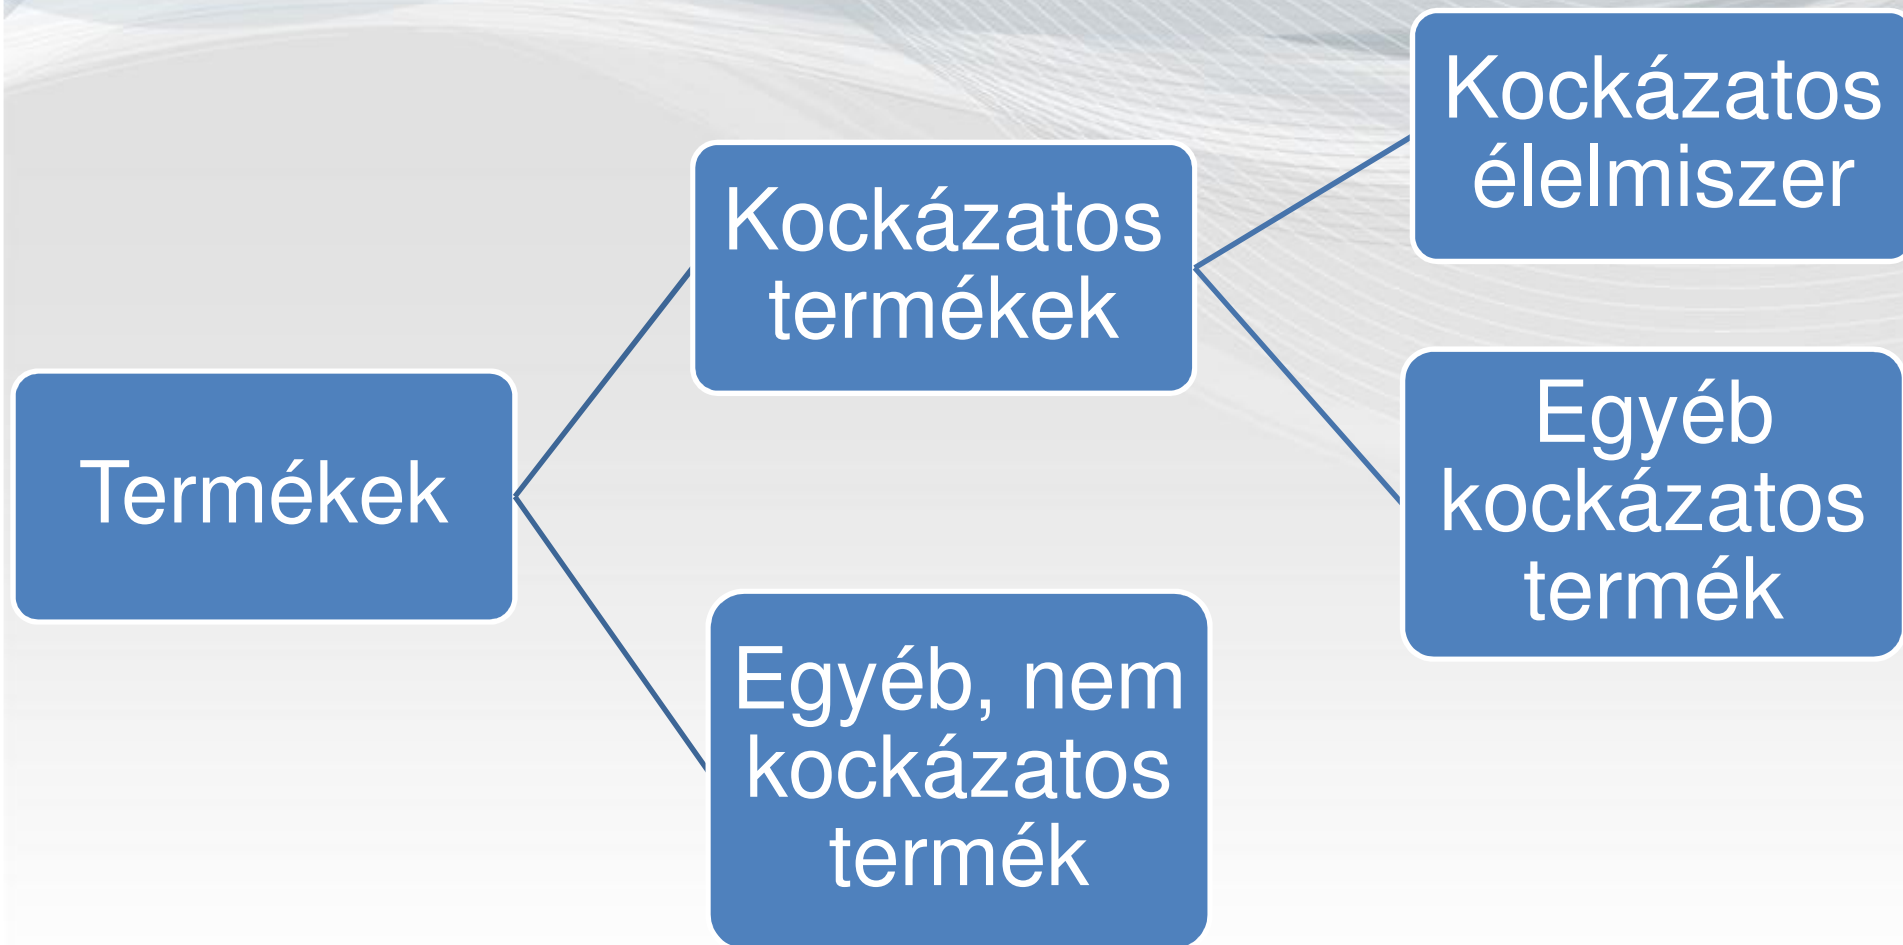 Termékek
Kockázatos
termékek
Egyéb, nem
kockázatos
termék
Kockázatos
élelmiszer
Egyéb
kockázatos
termék